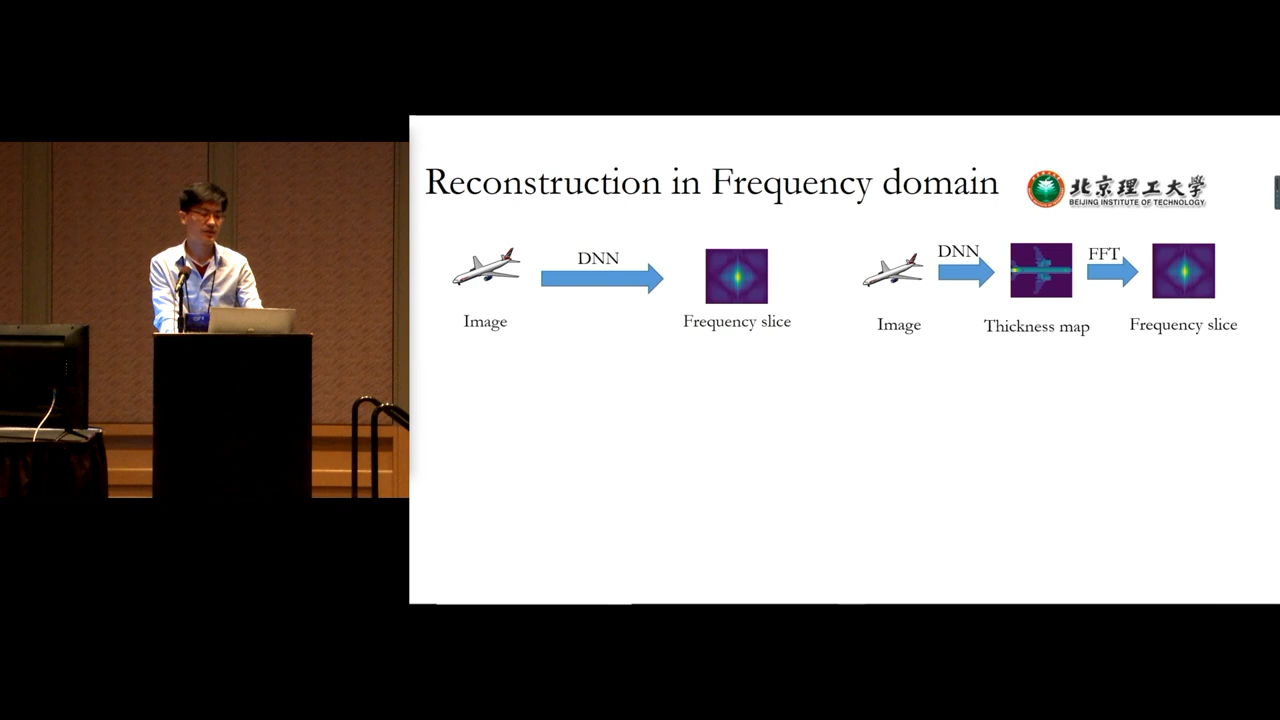 Reconstruction in Frequency domain
北京理工大学
BEIJING INSTITUTE OF TECHNOLOGY
DNN
Image
Frequency slice
DNN
FFT
Image
Thickness map
Frequency slice